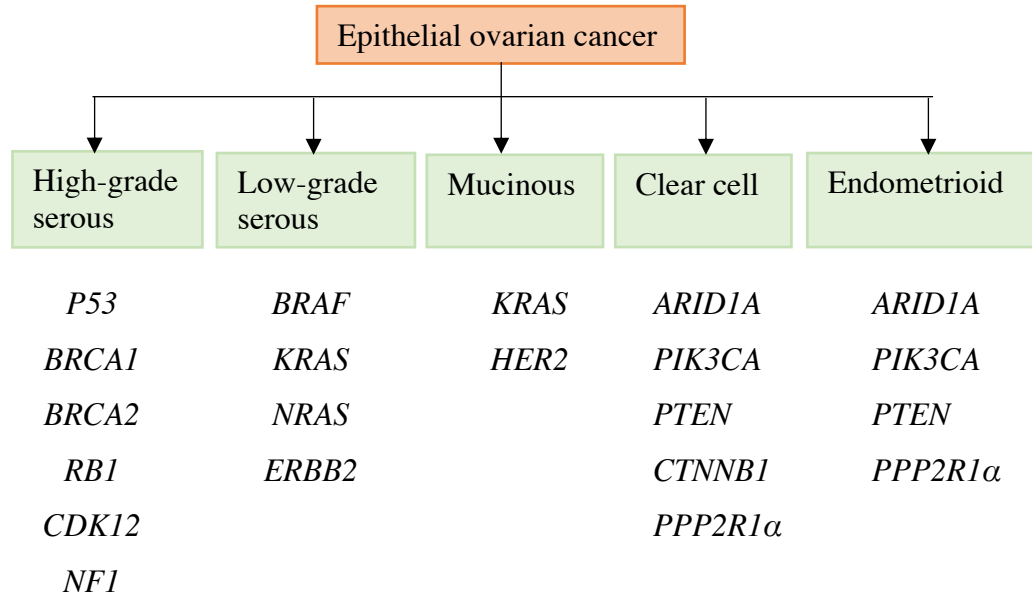 Epithelial ovarian cancer
High-grade
serous
Low-grade
serous
Mucinous
Clear cell
Endometrioid
P53
BRCA1
BRCA2
RB1
CDK12
NF1
BRAF
KRAS
NRAS
ERBB2
KRAS
HER2
ARID1A
PIK3CA
PTEN
CTNNB1
PPP2R1α
ARID1A
PIK3CA
PTEN
PPP2R1α